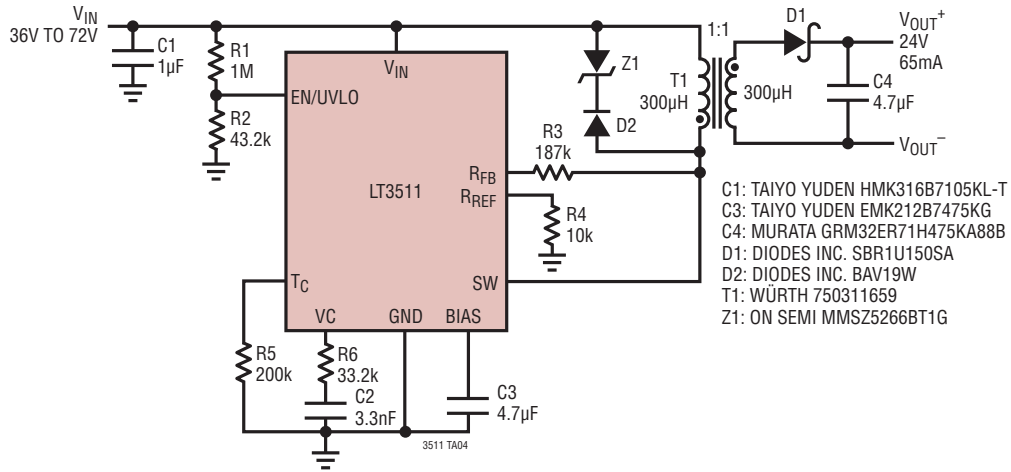 VIN
36V TO 72V
C1
1µF
R1
1M
R2
43.2k
VIN
EN/UVLO
LT3511
RFB
RREF
SW
TC
VC
GND
BIAS
Z1
D2
T1
300µH
1:1
300µH
D1
VOUT+
24V
65mA
C4
4.7µF
VOUT–
R3
187k
R4
10k
R5
200k
R6
33.2k
C2
3.3nF
C3
4.7µF
3511 TA04
C1: TAIYO YUDEN HMK316B7105KL-T
C3: TAIYO YUDEN EMK212B7475KG
C4: MURATA GRM32ER71H475KA88B
D1: DIODES INC. SBR1U150SA
D2: DIODES INC. BAV19W
T1: WÜRTH 750311659
Z1: ON SEMI MMSZ5266BT1G